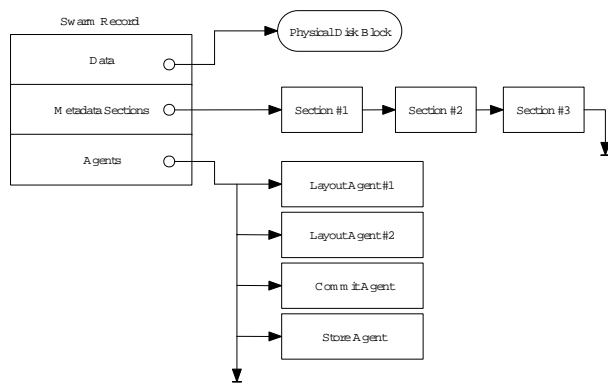 Swarm Record
Data
Physical Disk Block
Metadata Sections
Section #1
Section #2
Section #3
Agents
Layout Agent #1
Layout Agent #2
Commit Agent
Store Agent